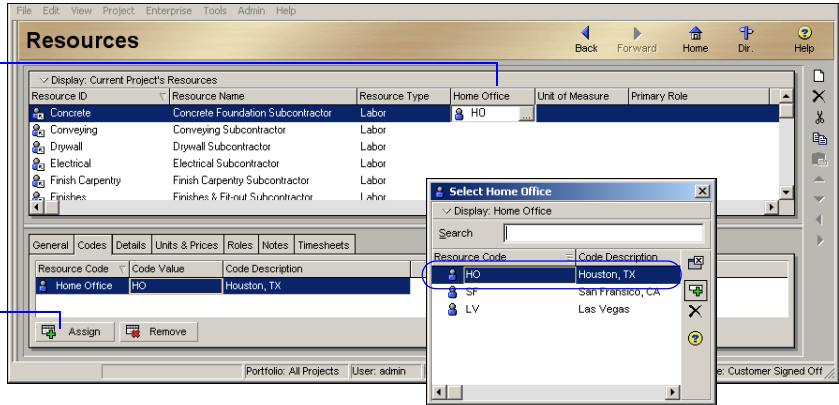 File Edit View Project Enterprise Tools Admin Help
Resources
Back Forward Home Dir. Help
Display: Current Project's Resources
Resource ID Resource Name Resource Type Home Office Unit of Measure Primary Role
Concrete Concrete Foundation Subcontractor Labor HO ...
Conveying Conveying Subcontractor Labor
Drywall Drywall Subcontractor Labor
Electrical Electrical Subcontractor Labor
Finish Carpentry Finish Carpentry Subcontractor Labor
Finishes Finishes & Fit-out Subcontractor Labor
General Codes Details Units & Prices Roles Notes Timesheets
Resource Code Code Value Code Description
Home Office HO Houston, TX
Assign Remove
Portfolio: All Projects User: admin e: Customer Signed Off
Select Home Office
Display: Home Office
Search
Resource Code Code Description
HO Houston, TX
SF San Fransico, CA
LV Las Vegas